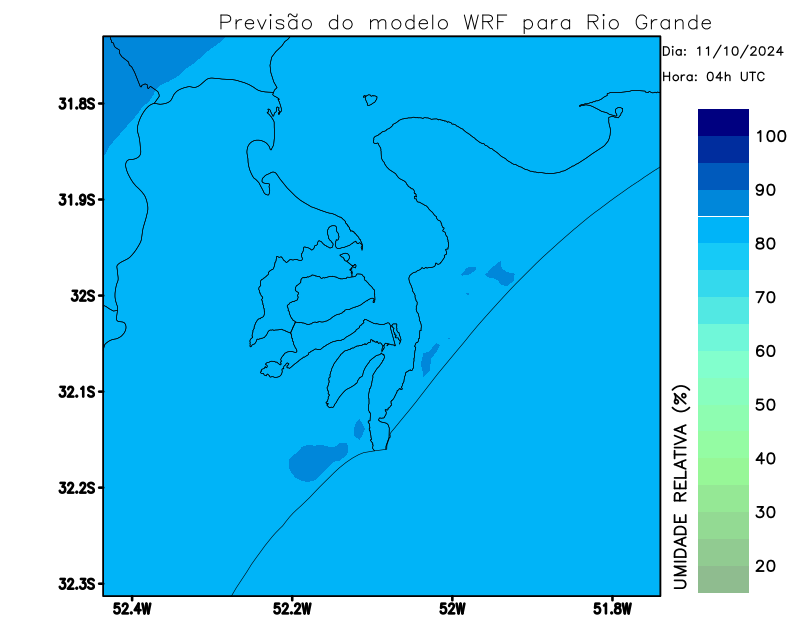 Previsão do modelo WRF para Rio Grande
Dia: 11/10/2024
Hora: 04h UTC
31.8S
31.9S
32S
32.1S
32.2S
32.3S
52.4W
52.2W
52W
51.8W
100
90
80
70
60
50
40
30
20
UMIDADE RELATIVA (%)